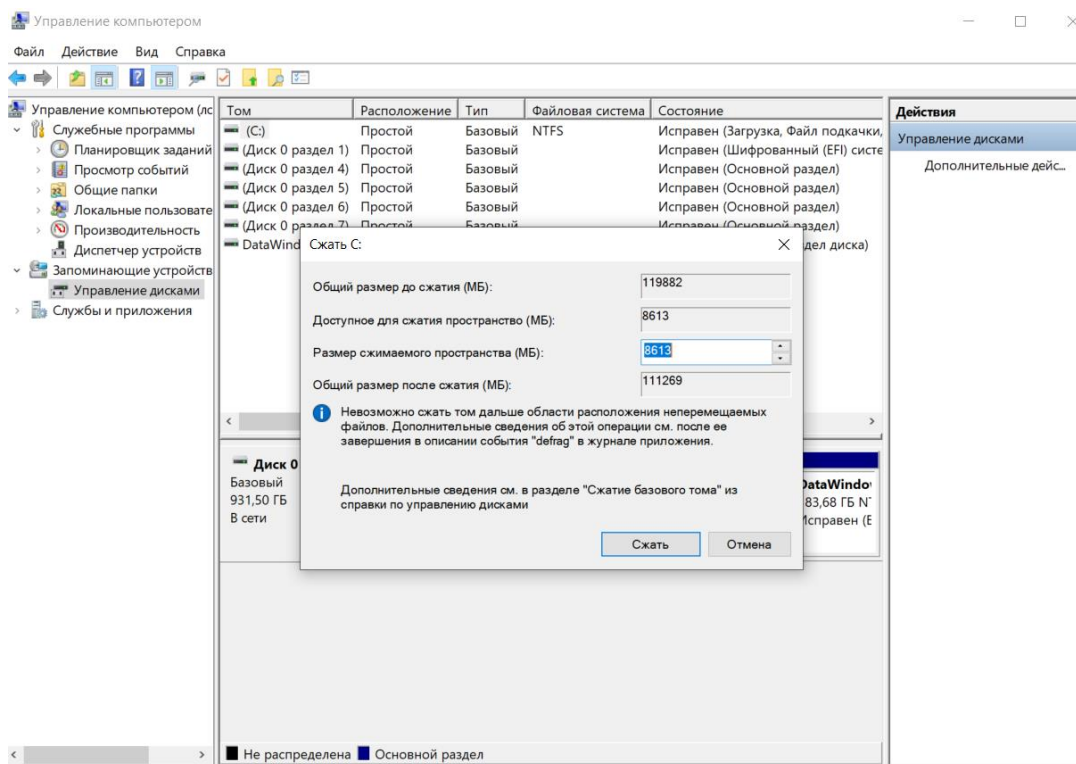 Управление компьютером
Файл Действие Вид Справка
Управление компьютером (лс
Служебные программы
Планировщик заданий
Просмотр событий
Общие папки
Локальные пользовате
Производительность
Диспетчер устройств
Запоминающие устройств
Управление дисками
Службы и приложения
Том Расположение Тип Файловая система Состояние
(C:) Простой Базовый NTFS Исправен (Загрузка, Файл подкачки,
(Диск 0 раздел 1) Простой Базовый Исправен (Шифрованный (EFI) систе
(Диск 0 раздел 4) Простой Базовый Исправен (Основной раздел)
(Диск 0 раздел 5) Простой Базовый Исправен (Основной раздел)
(Диск 0 раздел 6) Простой Базовый Исправен (Основной раздел)
(Диск 0 раздел 7) Простой Базовый Исправен (Основной раздел)
DataWind дел диска)
Сжать C:
Общий размер до сжатия (МБ): 119882
Доступное для сжатия пространство (МБ): 8613
Размер сжимаемого пространства (МБ): 8613
Общий размер после сжатия (МБ): 111269
Невозможно сжать том дальше области расположения неперемещаемых
файлов. Дополнительные сведения об этой операции см. после ее
завершения в описании события "defrag" в журнале приложения.
Дополнительные сведения см. в разделе "Сжатие базового тома" из
справки по управлению дисками
Сжать Отмена
Диск 0
Базовый
931,50 ГБ
В сети
DataWindo
83,68 ГБ N
Исправен (Е
Не распределена Основной раздел
Действия
Управление дисками
Дополнительные дейс...